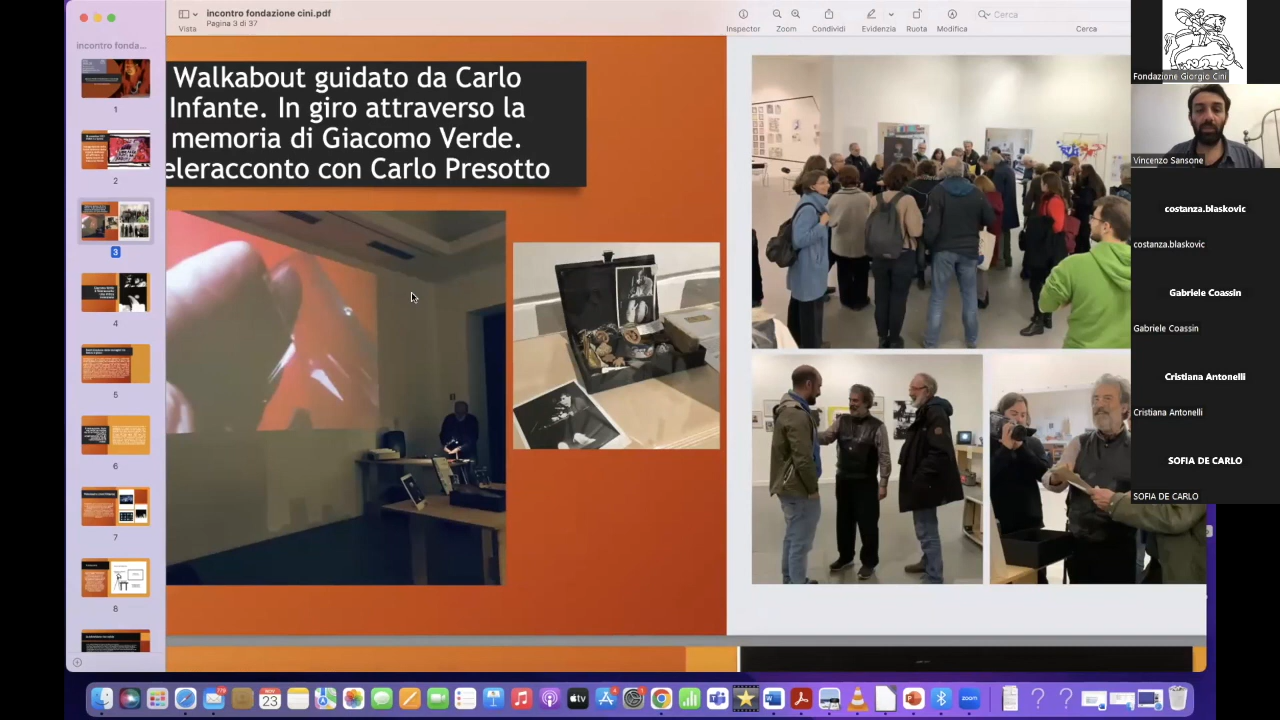 incontro fondazione cini.pdf
Pagina 3 di 37
Vista
Inspector
Zoom
Condividi
Evidenzia
Ruota
Modifica
Cerca
Cerca
incontro fonda...
1
2
3
4
5
6
7
8
Walkabout guidato da Carlo
Infante. In giro attraverso la
memoria di Giacomo Verde.
eleracconto con Carlo Presotto
Fondazione Giorgio Cini
Vincenzo Sansone
costanza.blaskovic
costanza.blaskovic
Gabriele Coassin
Gabriele Coassin
Cristiana Antonelli
Cristiana Antonelli
SOFIA DE CARLO
SOFIA DE CARLO
23
tv
zoom